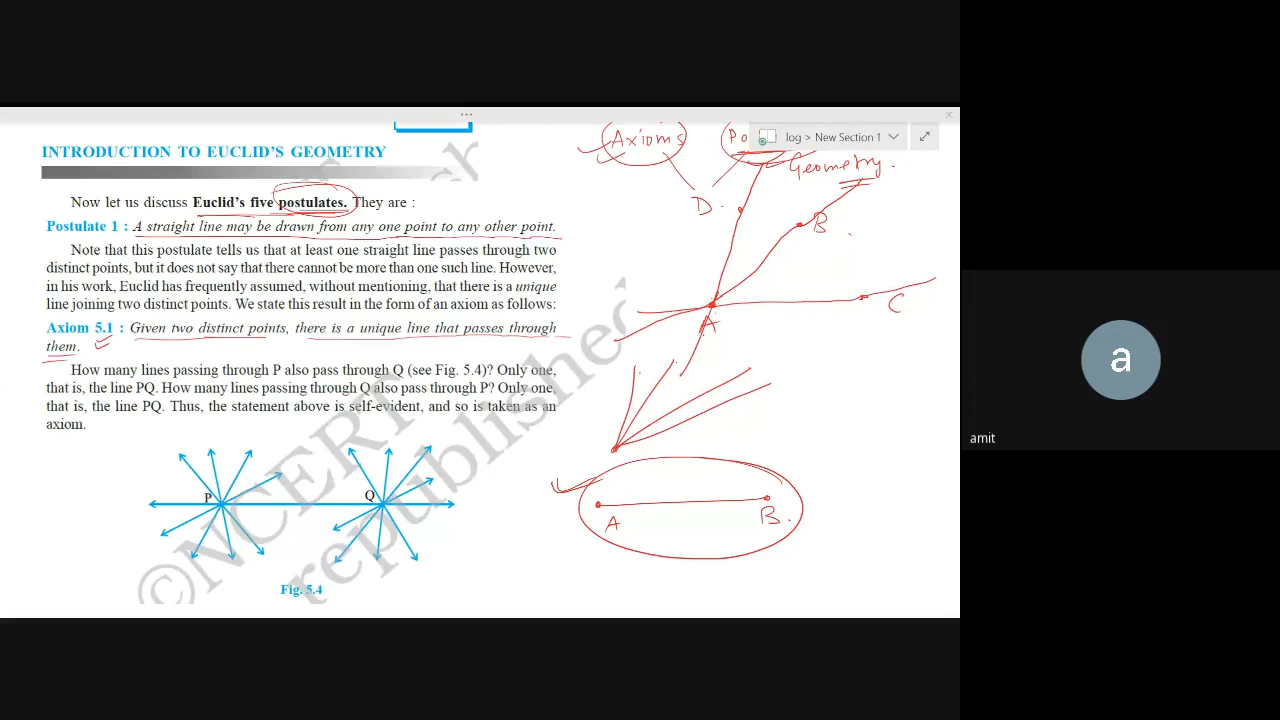 INTRODUCTION TO EUCLID'S GEOMETRY
Now let us discuss Euclid's five postulates. They are :
Postulate 1 : A straight line may be drawn from any one point to any other point.
Note that this postulate tells us that at least one straight line passes through two
distinct points, but it does not say that there cannot be more than one such line. However,
in his work, Euclid has frequently assumed, without mentioning, that there is a unique
line joining two distinct points. We state this result in the form of an axiom as follows:
Axiom 5.1 : Given two distinct points, there is a unique line that passes through
them.
How many lines passing through P also pass through Q (see Fig. 5.4)? Only one,
that is, the line PQ. How many lines passing through Q also pass through P? Only one,
that is, the line PQ. Thus, the statement above is self-evident, and so is taken as an
axiom.
P
Q
Fig. 5.4
©NCERT
republished
Axioms
Po
log > New Section 1
Geometry.
D.
B
A
C
A
B.
a
amit